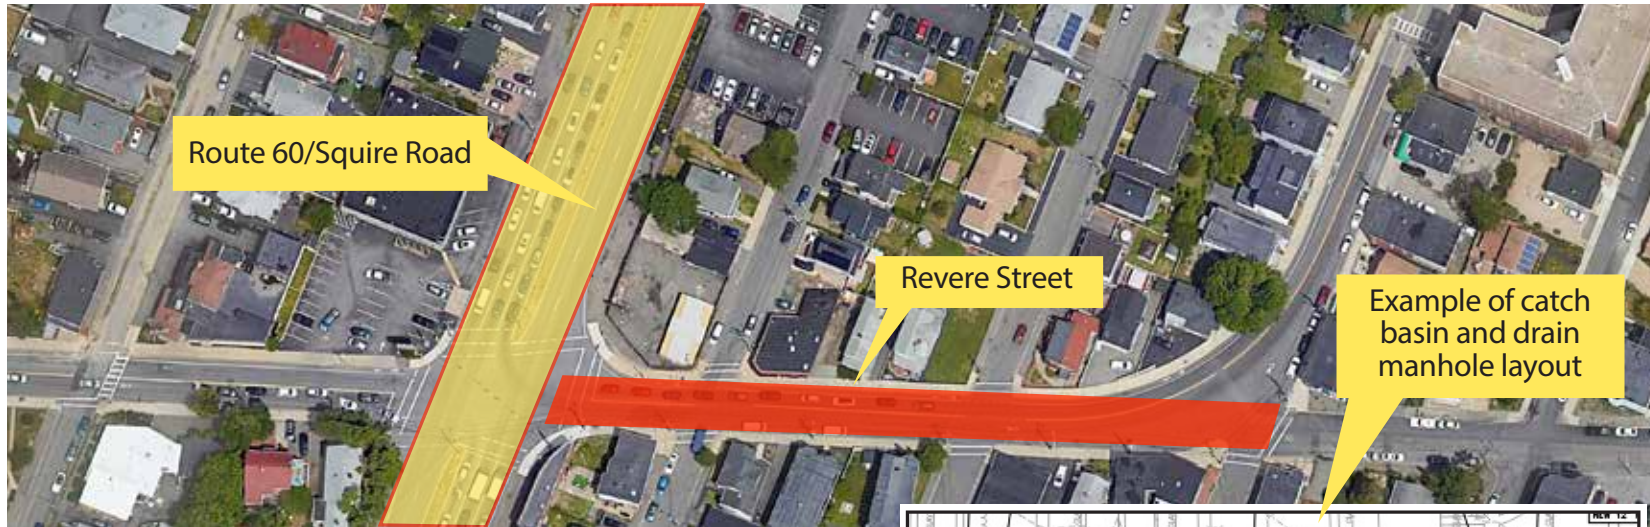 Route 60/Squire Road
Revere Street
Example of catch
basin and drain
manhole layout